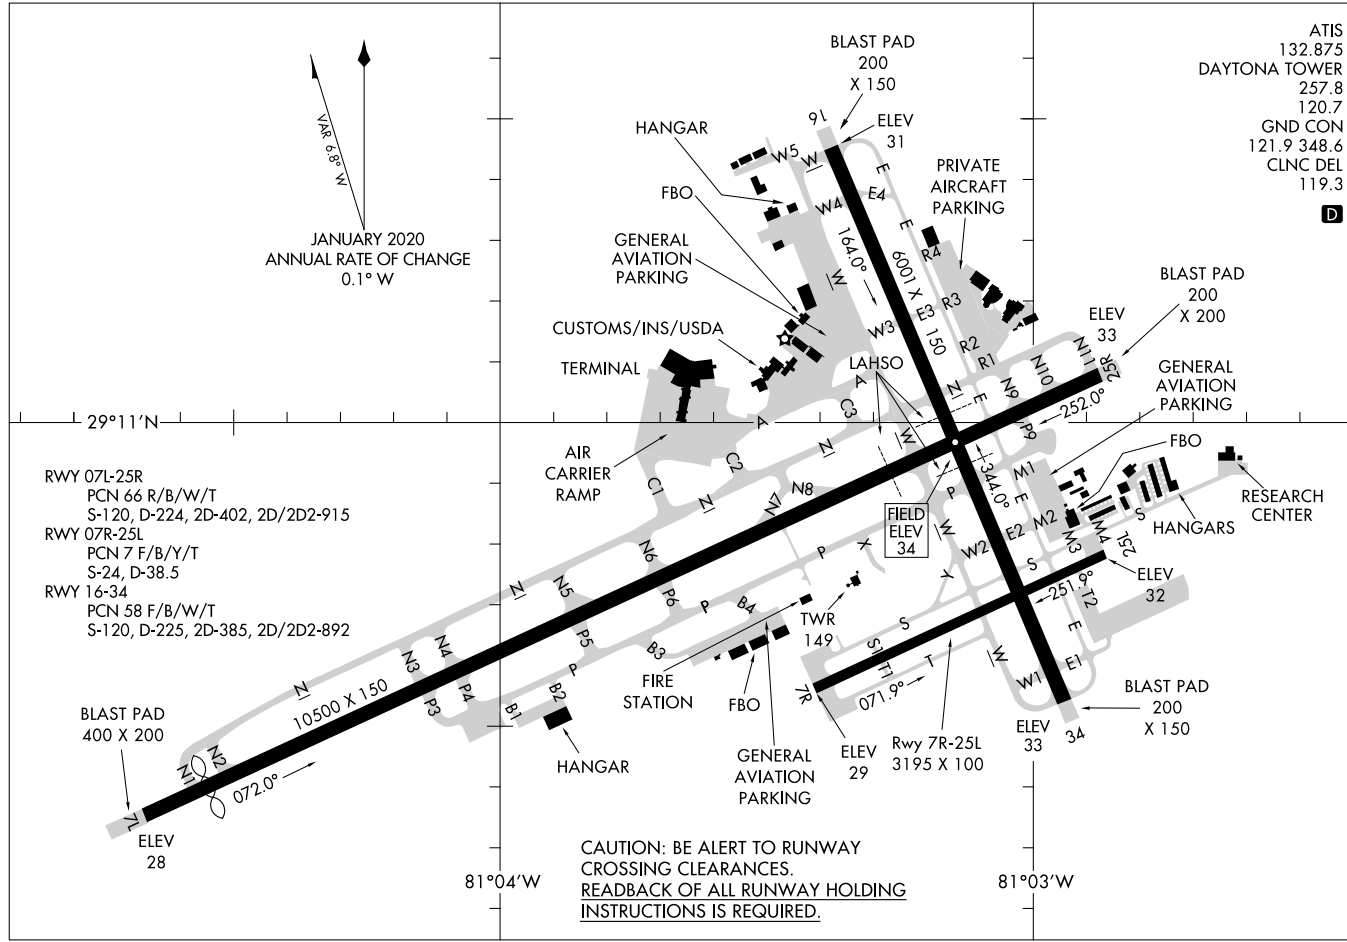 ATIS
132.875
DAYTONA TOWER
257.8
120.7
GND CON
121.9 348.6
CLNC DEL
119.3
D
VAR 6.8° W
JANUARY 2020
ANNUAL RATE OF CHANGE
0.1° W
BLAST PAD
200
X 150
16
ELEV
31
HANGAR
FBO
GENERAL
AVIATION
PARKING
CUSTOMS/INS/USDA
TERMINAL
PRIVATE
AIRCRAFT
PARKING
W5
W
W4
E
E4
E
R4
W
164.0°
6001 X 150
W3
E3
R3
R2
R1
BLAST PAD
200
X 200
ELEV
33
25R
N11
N10
N9
N
E
LAHSO
A
C3
GENERAL
AVIATION
PARKING
252.0°
P9
FBO
29°11'N
A
N
W
C2
AIR
CARRIER
RAMP
C1
N
N7
N8
P
344.0°
M1
E
M2
E2
M3
M4
S
25L
HANGARS
RESEARCH
CENTER
RWY 07L-25R
PCN 66 R/B/W/T
S-120, D-224, 2D-402, 2D/2D2-915
RWY 07R-25L
PCN 7 F/B/Y/T
S-24, D-38.5
RWY 16-34
PCN 58 F/B/W/T
S-120, D-225, 2D-385, 2D/2D2-892
FIELD
ELEV
34
W
W2
N6
P
X
Y
S
251.9°
ELEV
32
N
N5
P6
P
B4
TWR
149
S
T2
E
N4
N3
P5
B3
S1
T1
T
W
E1
W1
N
10500 X 150
P4
P3
P
B2
B1
FIRE
STATION
FBO
7R
071.9°
BLAST PAD
200
X 150
34
ELEV
33
BLAST PAD
400 X 200
N2
N1
072.0°
HANGAR
GENERAL
AVIATION
PARKING
ELEV
29
Rwy 7R-25L
3195 X 100
7L
ELEV
28
CAUTION: BE ALERT TO RUNWAY
CROSSING CLEARANCES.
READBACK OF ALL RUNWAY HOLDING
INSTRUCTIONS IS REQUIRED.
81°04'W
81°03'W